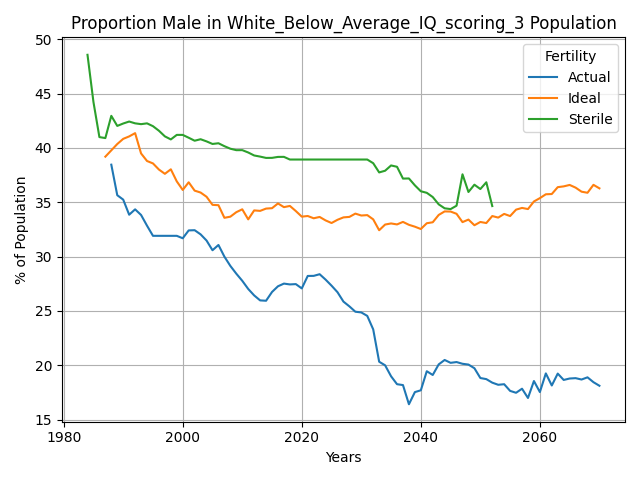 Proportion Male in White_Below_Average_IQ_scoring_3 Population
% of Population
50
45
40
35
30
25
20
15
Fertility
Actual
Ideal
Sterile
1980 2000 2020 2040 2060
Years